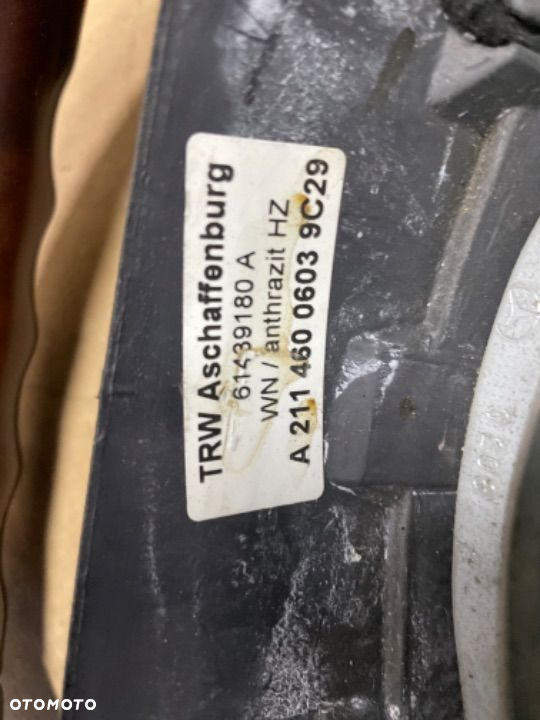 TRW Aschaffenburg
61439180 A
WN / anthrazit HZ
A 211 460 0603 9C29
OTOMOTO